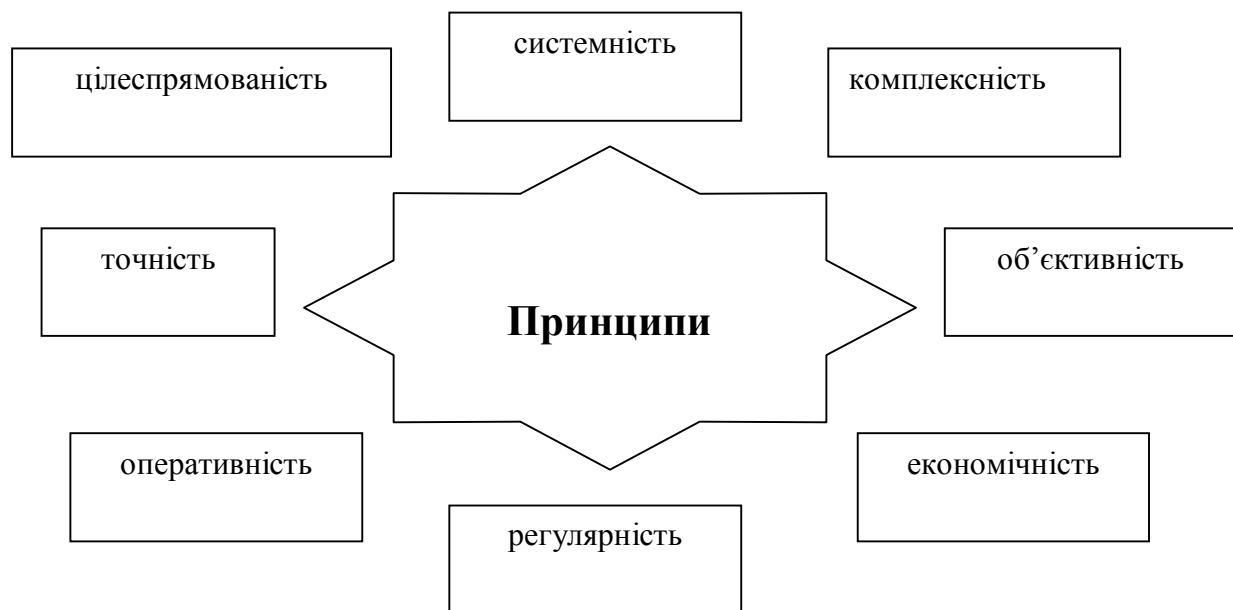 системність
цілеспрямованість
комплексність
точність
об’єктивність
Принципи
оперативність
економічність
регулярність